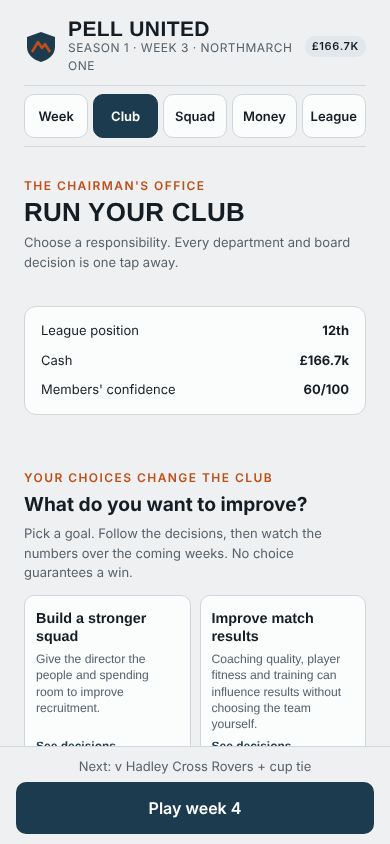 PELL UNITED
SEASON 1 · WEEK 3 · NORTHMARCH
ONE
£166.7K
Week
Club
Squad
Money
League
THE CHAIRMAN'S OFFICE
RUN YOUR CLUB
Choose a responsibility. Every department and board
decision is one tap away.
League position
12th
Cash
£166.7k
Members' confidence
60/100
YOUR CHOICES CHANGE THE CLUB
What do you want to improve?
Pick a goal. Follow the decisions, then watch the
numbers over the coming weeks. No choice
guarantees a win.
Build a stronger
squad
Give the director the
people and spending
room to improve
recruitment.
See decisions
Improve match
results
Coaching quality, player
fitness and training can
influence results without
choosing the team
yourself.
See decisions
Next: v Hadley Cross Rovers + cup tie
Play week 4